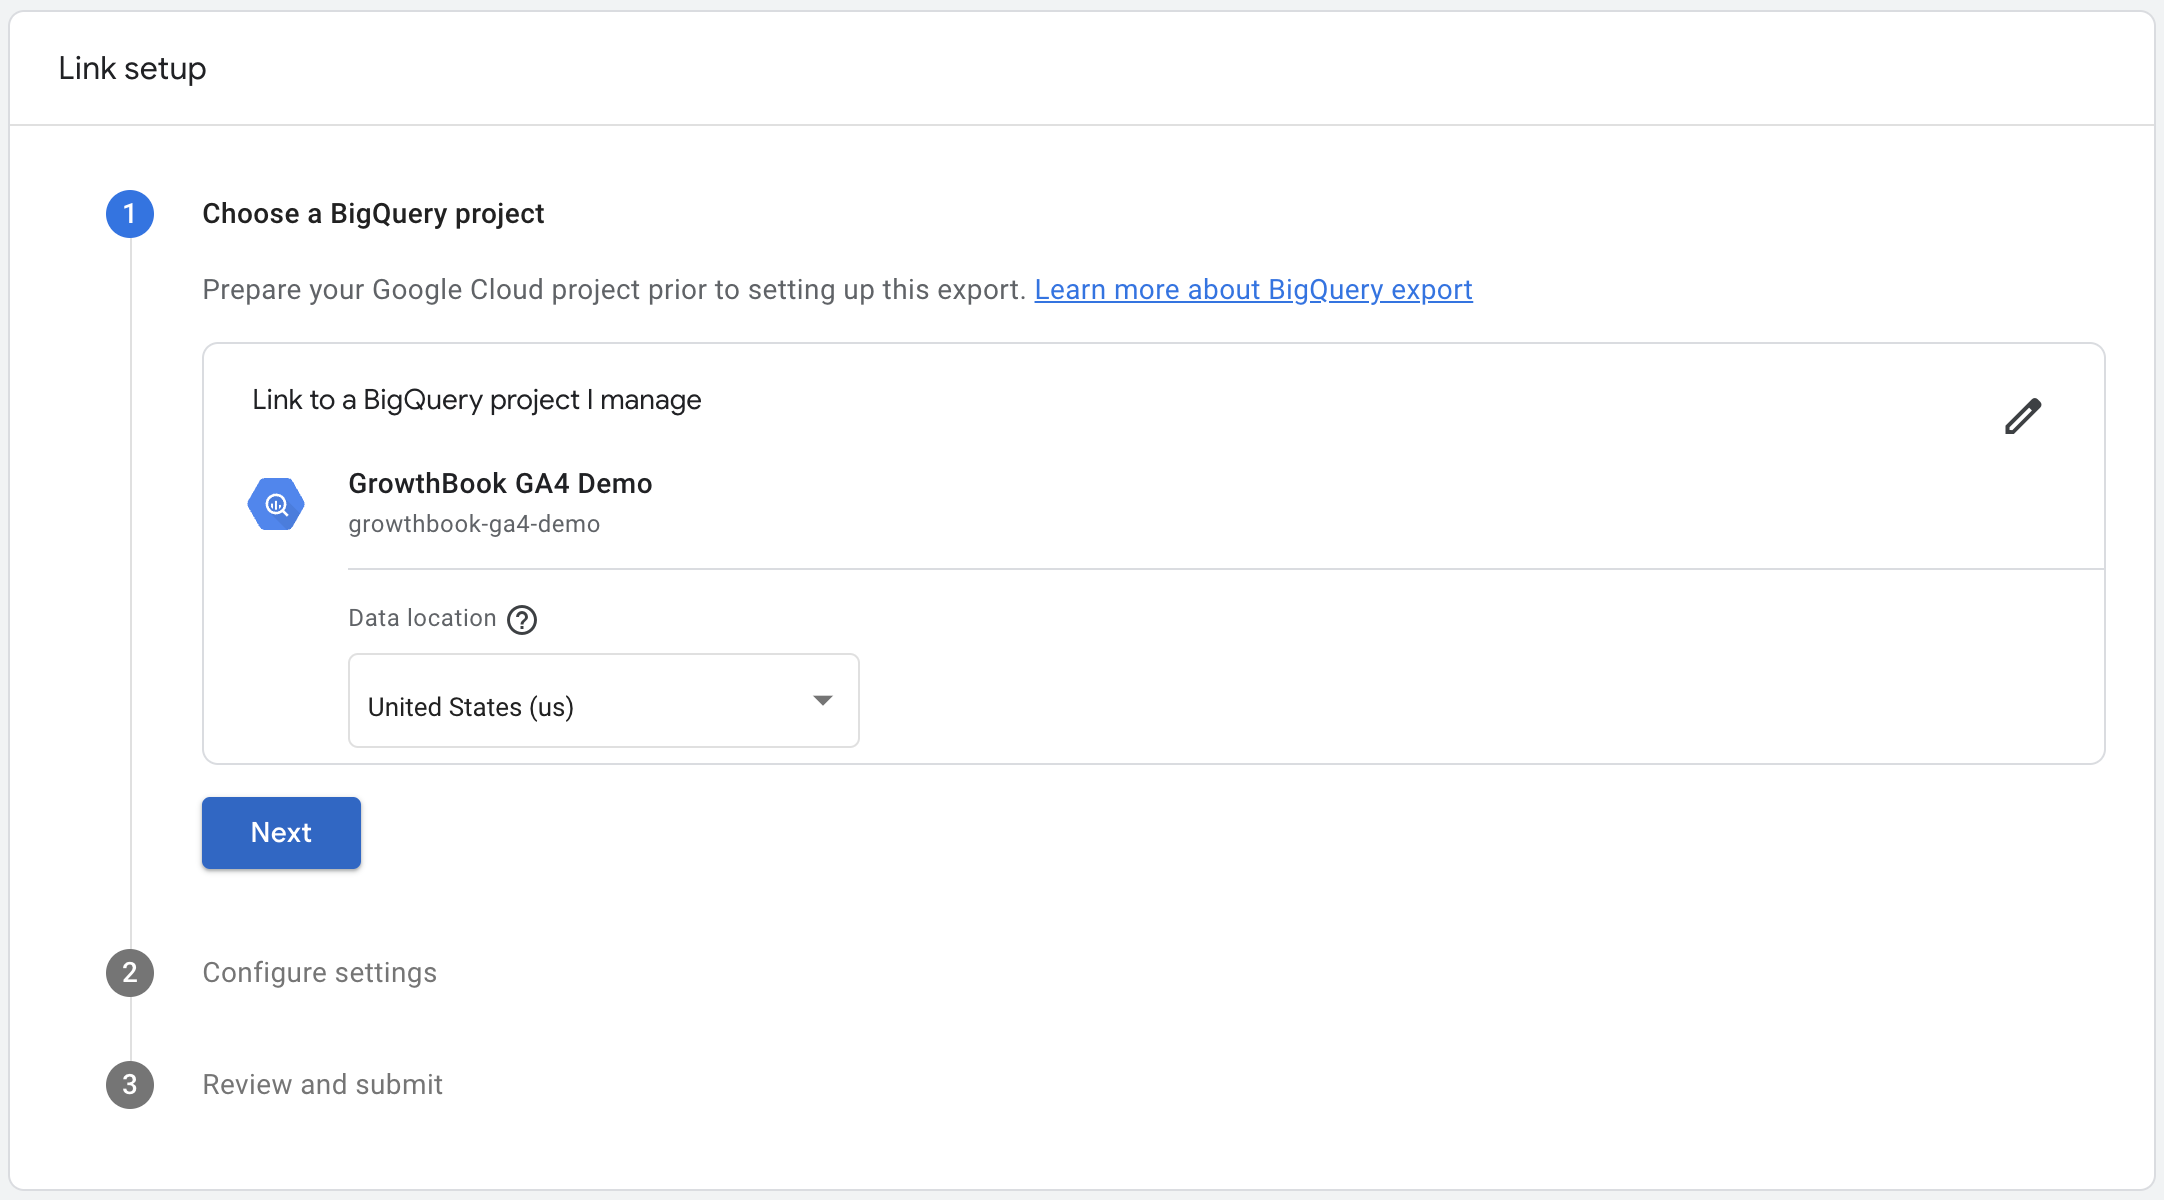 Link setup
1
Choose a BigQuery project
Prepare your Google Cloud project prior to setting up this export. Learn more about BigQuery export
Link to a BigQuery project I manage
GrowthBook GA4 Demo
growthbook-ga4-demo
Data location ?
United States (us)
Next
2
Configure settings
3
Review and submit